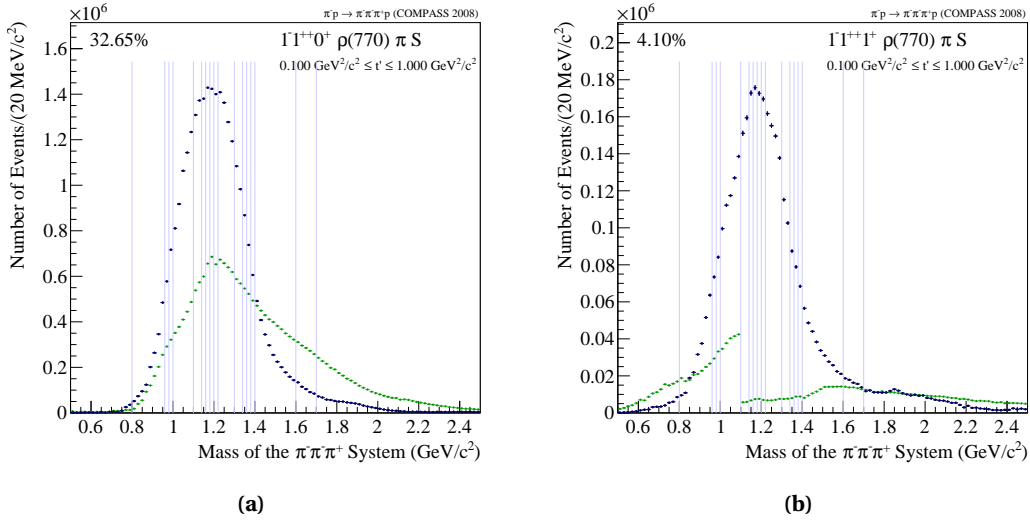 ×10⁶ π⁻p → π⁻π⁻π⁺p (COMPASS 2008)
32.65% 1⁻1⁺⁺0⁺ ρ(770) π S
0.100 GeV²/c² ≤ t' ≤ 1.000 GeV²/c²
Number of Events/(20 MeV/c²)
1.6
1.4
1.2
1
0.8
0.6
0.4
0.2
0
0.6 0.8 1 1.2 1.4 1.6 1.8 2 2.2 2.4
Mass of the π⁻π⁻π⁺ System (GeV/c²)
(a)
×10⁶ π⁻p → π⁻π⁻π⁺p (COMPASS 2008)
4.10% 1⁻1⁺⁺1⁺ ρ(770) π S
0.100 GeV²/c² ≤ t' ≤ 1.000 GeV²/c²
Number of Events/(20 MeV/c²)
0.2
0.18
0.16
0.14
0.12
0.1
0.08
0.06
0.04
0.02
0
0.6 0.8 1 1.2 1.4 1.6 1.8 2 2.2 2.4
Mass of the π⁻π⁻π⁺ System (GeV/c²)
(b)